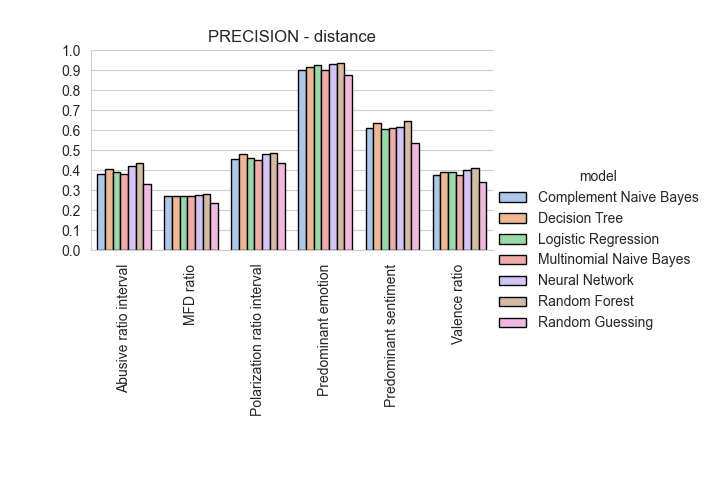 PRECISION - distance
1.0
0.9
0.8
0.7
0.6
0.5
0.4
0.3
0.2
0.1
0.0
Abusive ratio interval
MFD ratio
Polarization ratio interval
Predominant emotion
Predominant sentiment
Valence ratio
model
Complement Naive Bayes
Decision Tree
Logistic Regression
Multinomial Naive Bayes
Neural Network
Random Forest
Random Guessing